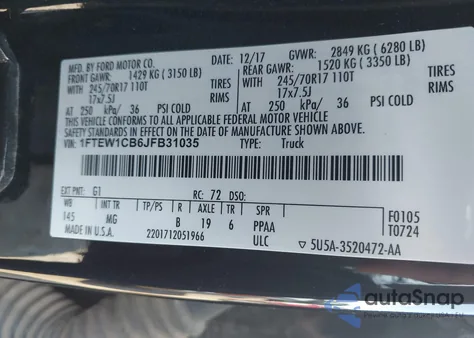 MFD. BY FORD MOTOR CO. 12/17 GVWR: 2849 KG (6280 LB)
FRONT GAWR: 1429 KG (3150 LB) REAR GAWR: 1520 KG (3350 LB)
WITH 245/70R17 110T TIRES WITH 245/70R17 110T TIRES
17x7.5J RIMS 17x7.5J RIMS
AT 250 kPa/ 36 PSI COLD AT 250 kPa/ 36 PSI COLD
THIS VEHICLE CONFORMS TO ALL APPLICABLE FEDERAL MOTOR VEHICLE
SAFETY STANDARDS IN EFFECT ON THE DATE OF MANUFACTURE SHOWN ABOVE.
VIN: 1FTEW1CB6JFB31035 TYPE: Truck
EXT PNT: G1 RC: 72 DSO:
WB INT TR TP/PS R AXLE TR SPR F0105
145 MG B 19 6 PPAA T0724
MADE IN U.S.A. 2201712051966 ULC 5U5A-3520472-AA
autoSnap